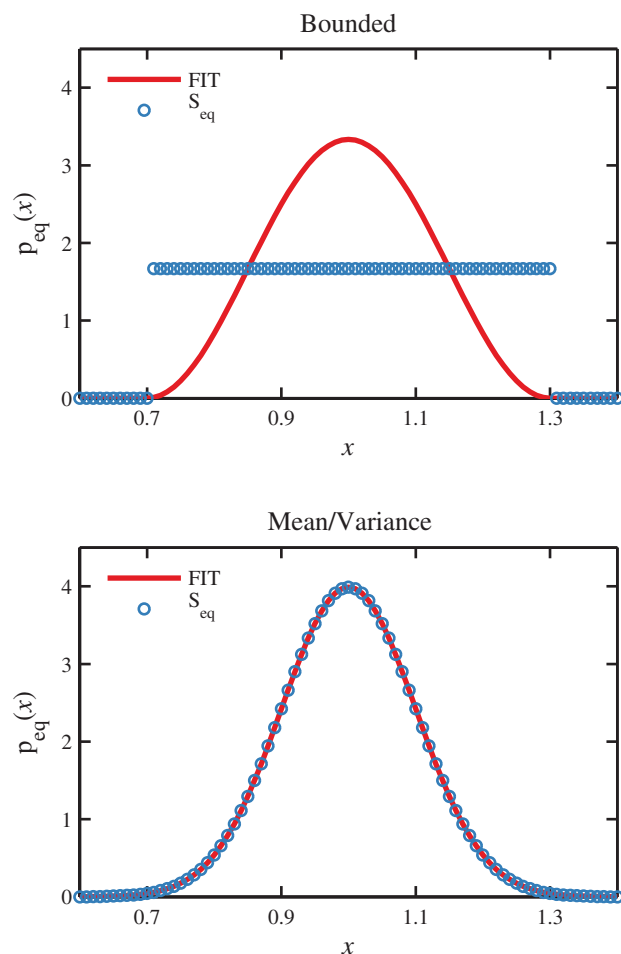 Bounded
FIT
S_eq
4
3
2
1
0
p_eq(x)
0.7 0.9 1.1 1.3
x
Mean/Variance
FIT
S_eq
4
3
2
1
0
p_eq(x)
0.7 0.9 1.1 1.3
x